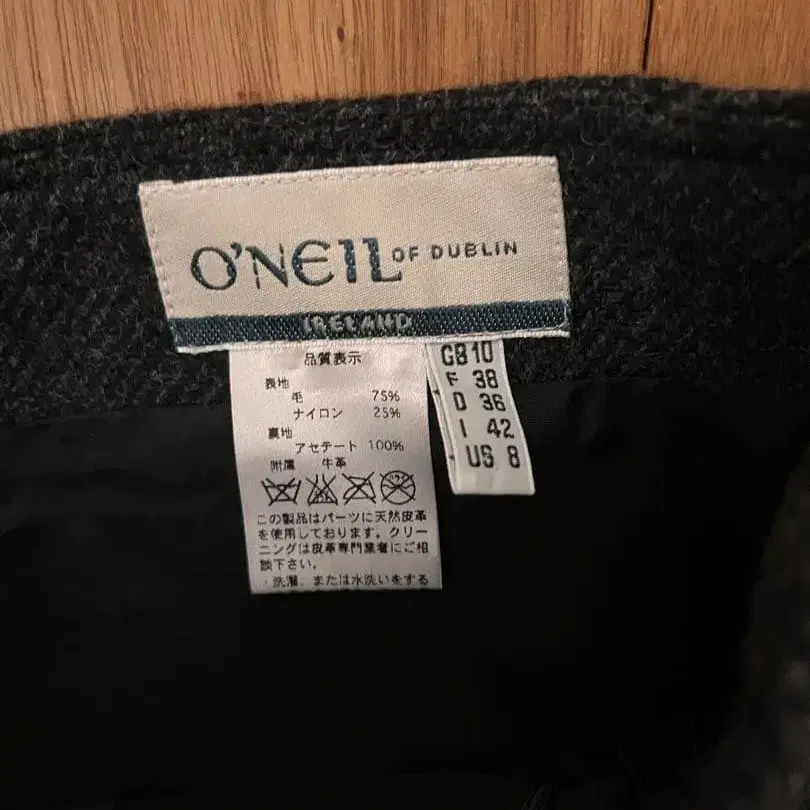 O'NEIL OF DUBLIN
IRELAND
品質表示
表地
毛 75%
ナイロン 25%
裏地
アセテート 100%
附属 牛革
この製品はパーツに天然皮革
を使用しております。クリー
ニングは皮革専門業者にご相
談下さい。
・洗濯、または水洗いをする
GB 10
F 38
D 36
I 42
US 8